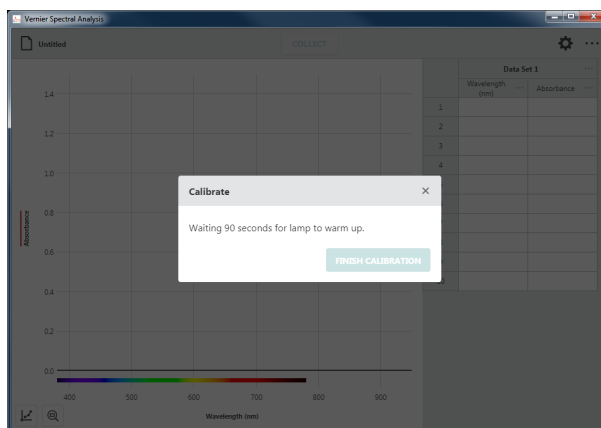 Vernier Spectral Analysis
Untitled
COLLECT
Data Set 1
Wavelength
(nm)
Absorbance
1
2
3
4
1.4
1.2
1.0
0.8
0.6
0.4
0.2
0.0
Absorbance
Calibrate
Waiting 90 seconds for lamp to warm up.
FINISH CALIBRATION
400
500
600
700
800
900
Wavelength (nm)